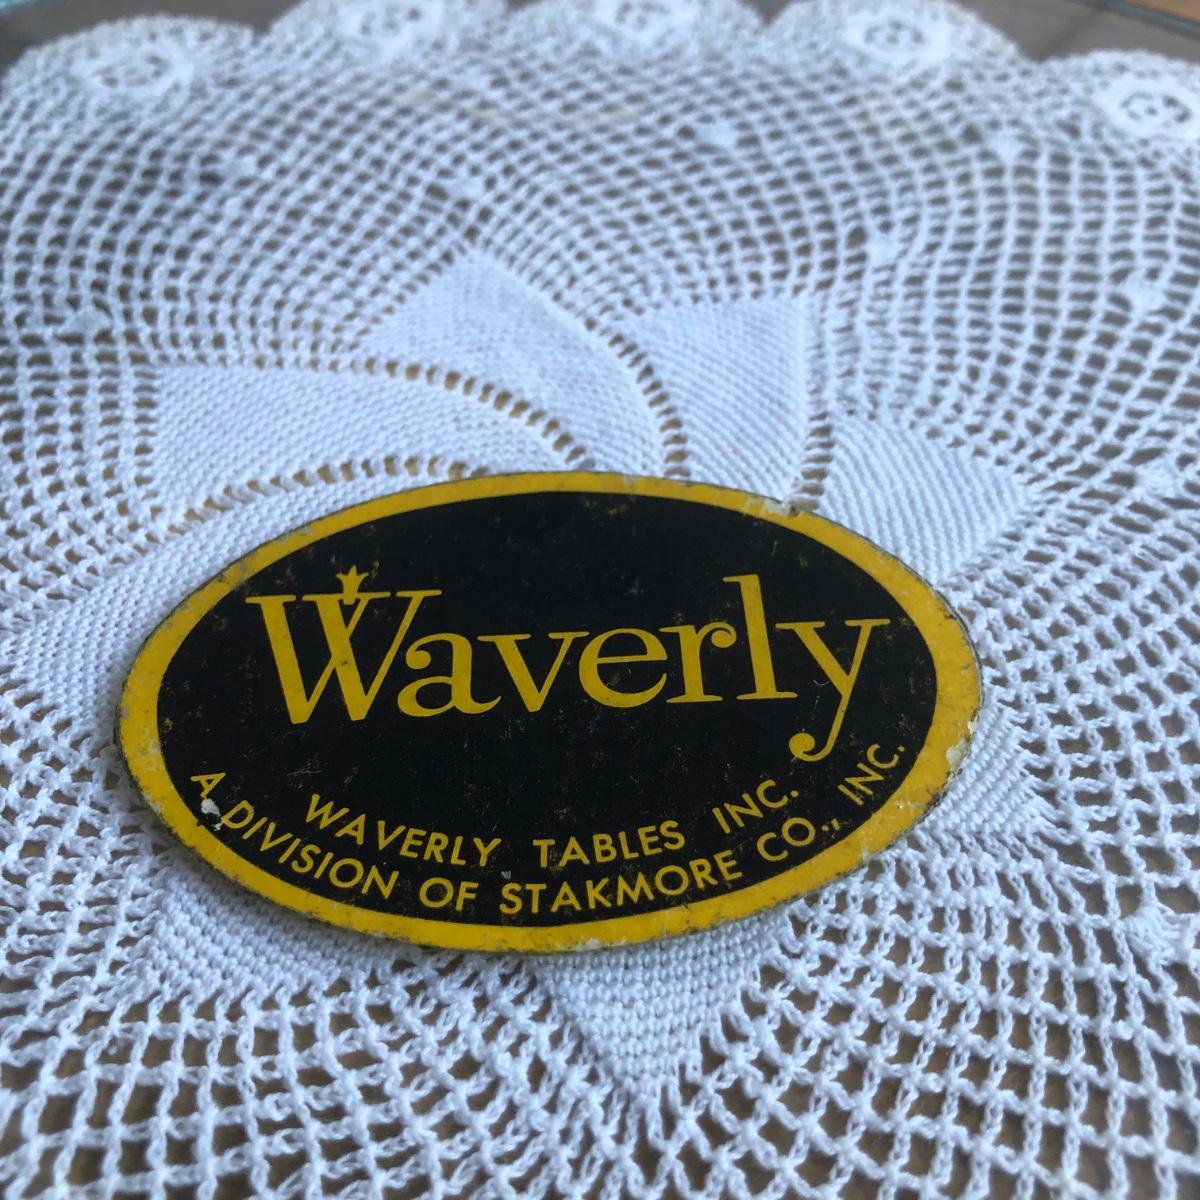 Waverly
WAVERLY TABLES INC.
A DIVISION OF STAKMORE CO., INC.